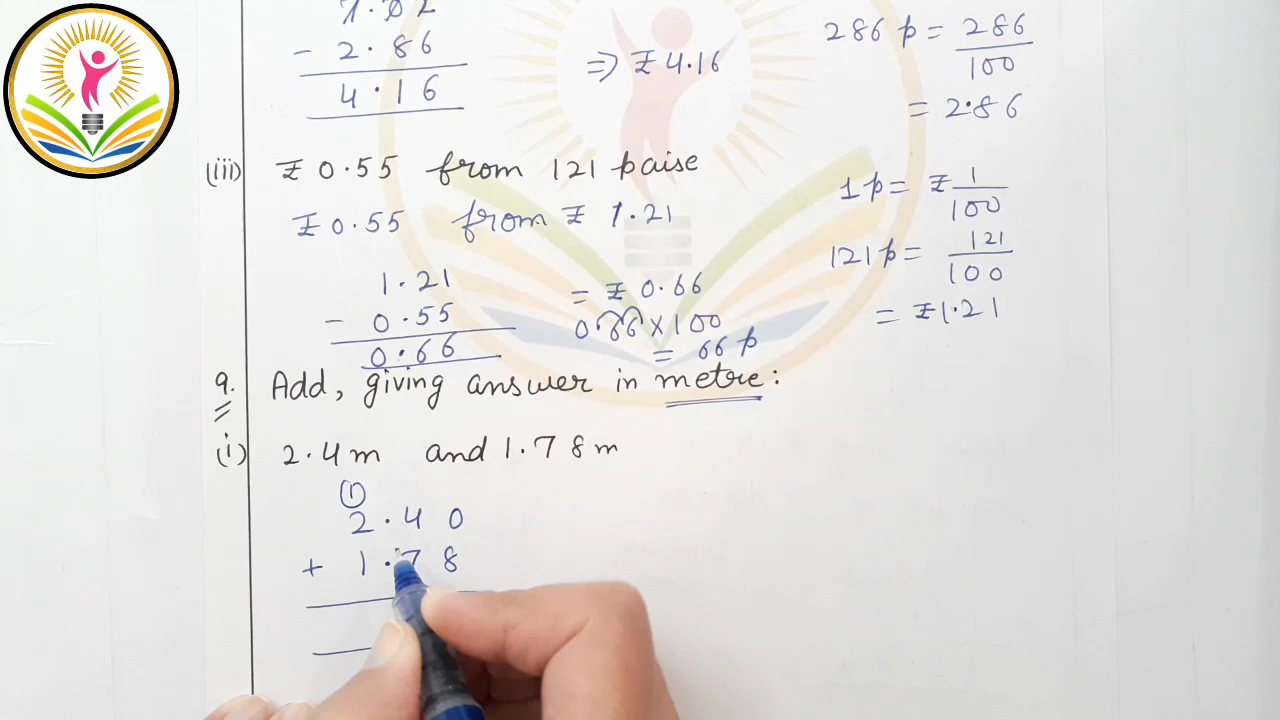 7.02
- 2.86
4.16
=> ₹ 4.16
286 p = 286/100
= 2.86
(iii) ₹ 0.55 from 121 paise
₹ 0.55 from ₹ 1.21
1.21
- 0.55
0.66
= ₹ 0.66
0.66 x 100
= 66 p
1 p = ₹ 1/100
121 p = 121/100
= ₹ 1.21
9. Add, giving answer in metre:
(i) 2.4 m and 1.78 m
1
2.40
+ 1.78